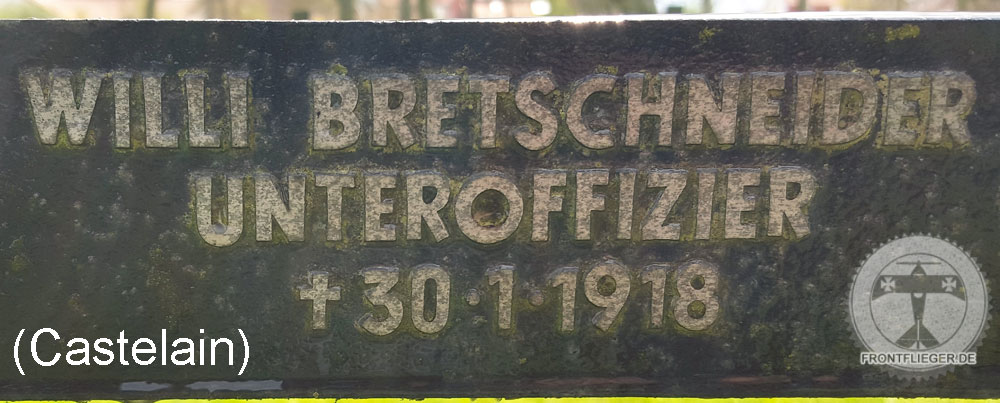 WILLI BRETSCHNEIDER
UNTEROFFIZIER
† 30·1·1918
(Castelain)
FRONTFLIEGER.DE